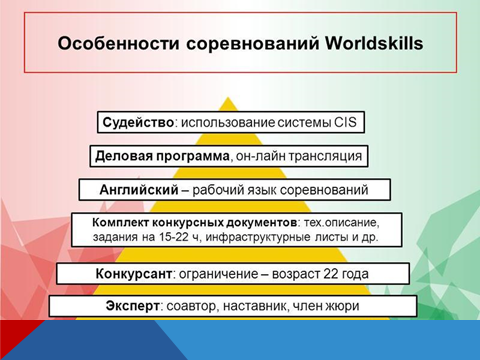 Особенности соревнований Worldskills
Судейство: использование системы CIS
Деловая программа, он-лайн трансляция
Английский – рабочий язык соревнований
Комплект конкурсных документов: тех.описание,
задания на 15-22 ч, инфраструктурные листы и др.
Конкурсант: ограничение – возраст 22 года
Эксперт: соавтор, наставник, член жюри